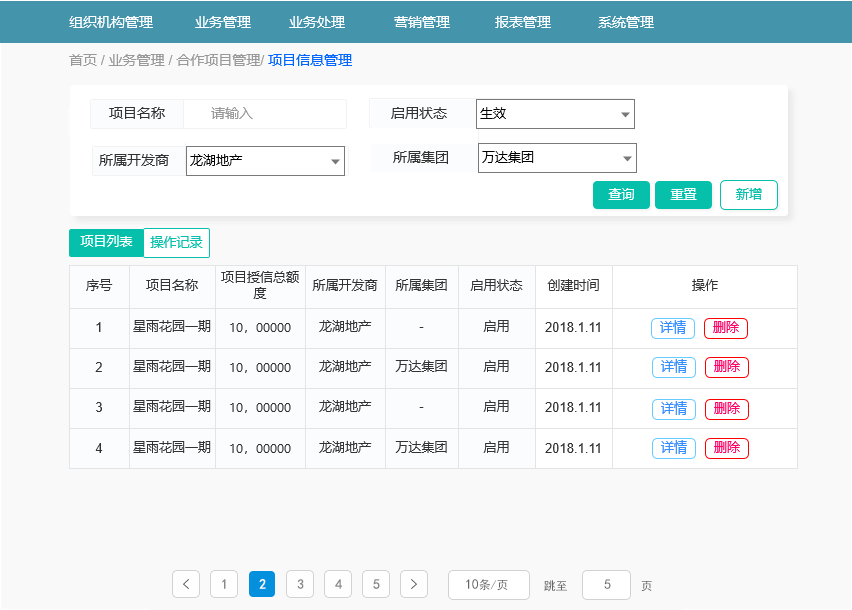 组织机构管理 业务管理 业务处理 营销管理 报表管理 系统管理
首页 / 业务管理 / 合作项目管理/ 项目信息管理
项目名称 请输入 启用状态 生效
所属开发商 龙湖地产 所属集团 万达集团
查询 重置 新增
项目列表 操作记录
序号 项目名称 项目授信总额度 所属开发商 所属集团 启用状态 创建时间 操作
1 星雨花园一期 10，00000 龙湖地产 - 启用 2018.1.11 详情 删除
2 星雨花园一期 10，00000 龙湖地产 万达集团 启用 2018.1.11 详情 删除
3 星雨花园一期 10，00000 龙湖地产 - 启用 2018.1.11 详情 删除
4 星雨花园一期 10，00000 龙湖地产 万达集团 启用 2018.1.11 详情 删除
< 1 2 3 4 5 > 10条/页 跳至 5 页